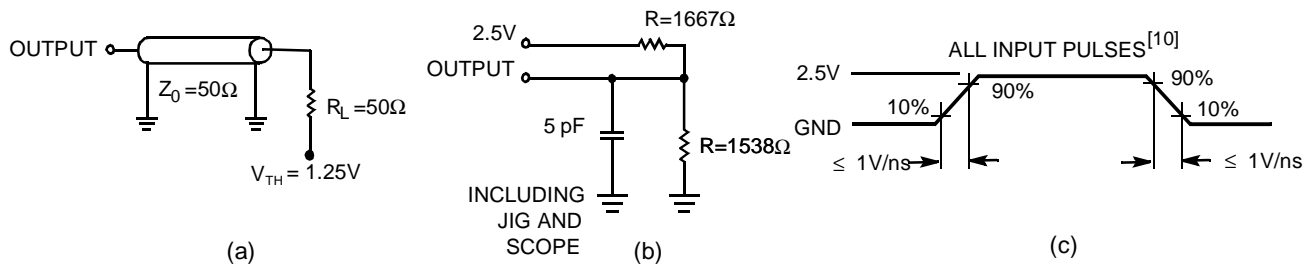 OUTPUT
Z0=50Ω
RL=50Ω
VTH = 1.25V
(a)
R=1667Ω
2.5V
OUTPUT
5 pF
R=1538Ω
INCLUDING
JIG AND
SCOPE
(b)
ALL INPUT PULSES[10]
2.5V
GND
10%
90%
90%
10%
≤ 1V/ns
≤ 1V/ns
(c)